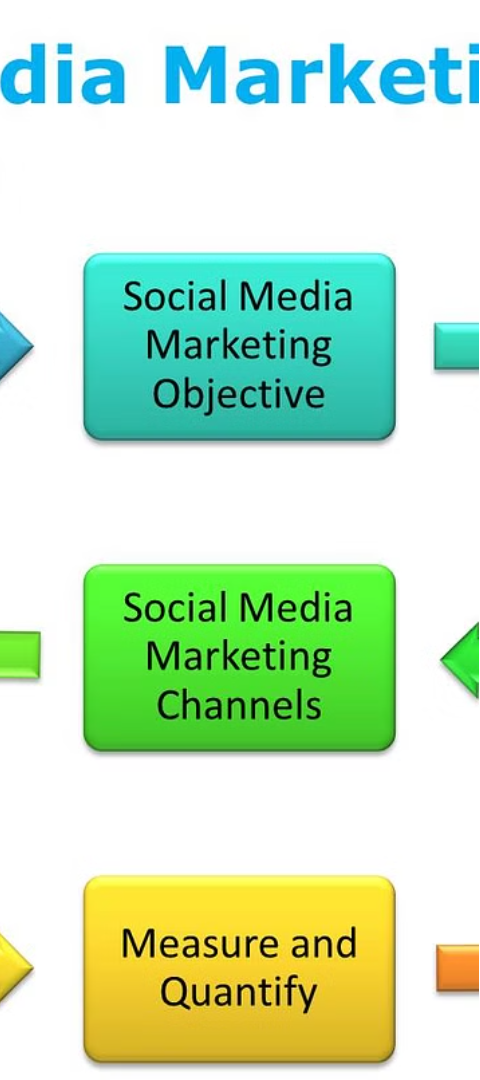 dia Marketi
Social Media
Marketing
Objective
Social Media
Marketing
Channels
Measure and
Quantify